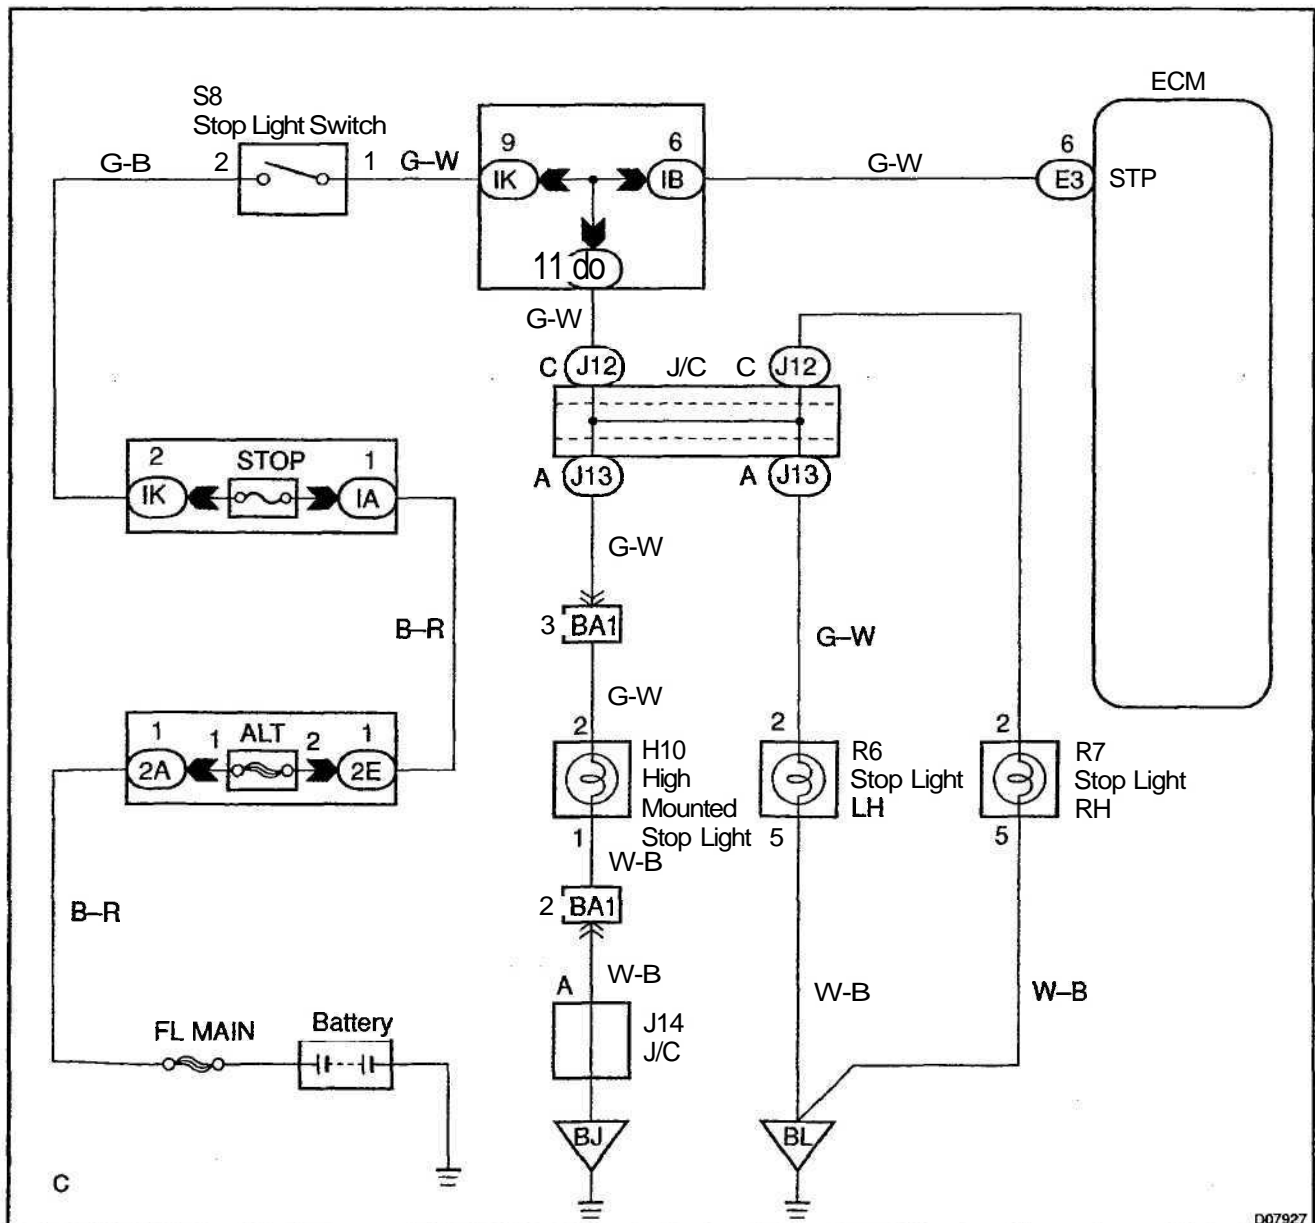 ECM
S8
Stop Light Switch
G-B
2
1
G-W
9
IK
6
IB
G-W
6
E3
STP
11
G-W
C
J12
J/C
C
J12
A
J13
A
J13
2
STOP
1
IK
IA
G-W
3
BA1
B-R
G-W
G-W
1
ALT
1
1
2
2A
2E
2
H10
High
Mounted
Stop Light
1
2
R6
Stop Light
LH
5
2
R7
Stop Light
RH
5
W-B
2
BA1
B-R
W-B
A
J14
J/C
W-B
W-B
FL MAIN
Battery
BJ
BL
C
D07927